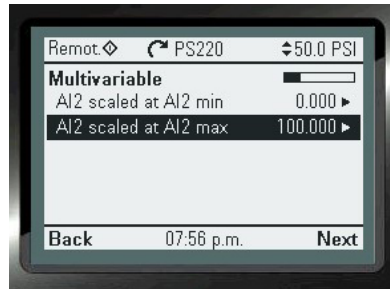 Remot. PS220 50.0 PSI
Multivariable
AI2 scaled at AI2 min 0.000
AI2 scaled at AI2 max 100.000
Back 07:56 p.m. Next